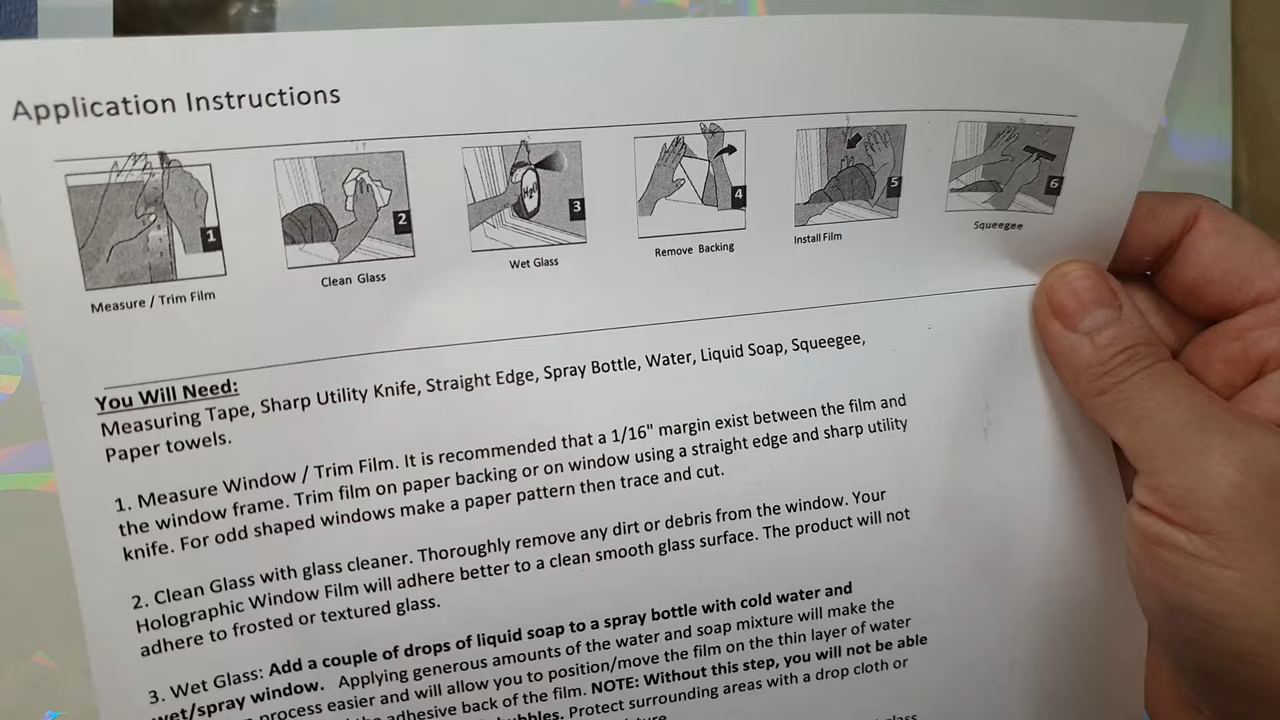 Application Instructions
1
2
H2O
3
4
5
6
Measure / Trim Film
Clean Glass
Wet Glass
Remove Backing
Install Film
Squeegee
You Will Need:
Measuring Tape, Sharp Utility Knife, Straight Edge, Spray Bottle, Water, Liquid Soap, Squeegee,
Paper towels.
1. Measure Window / Trim Film. It is recommended that a 1/16" margin exist between the film and
the window frame. Trim film on paper backing or on window using a straight edge and sharp utility
knife. For odd shaped windows make a paper pattern then trace and cut.
2. Clean Glass with glass cleaner. Thoroughly remove any dirt or debris from the window. Your
Holographic Window Film will adhere better to a clean smooth glass surface. The product will not
adhere to frosted or textured glass.
3. Wet Glass: Add a couple of drops of liquid soap to a spray bottle with cold water and
wet/spray window. Applying generous amounts of the water and soap mixture will make the
process easier and will allow you to position/move the film on the thin layer of water
adhesive back of the film. NOTE: Without this step, you will not be able
bubbles. Protect surrounding areas with a drop cloth or
glass